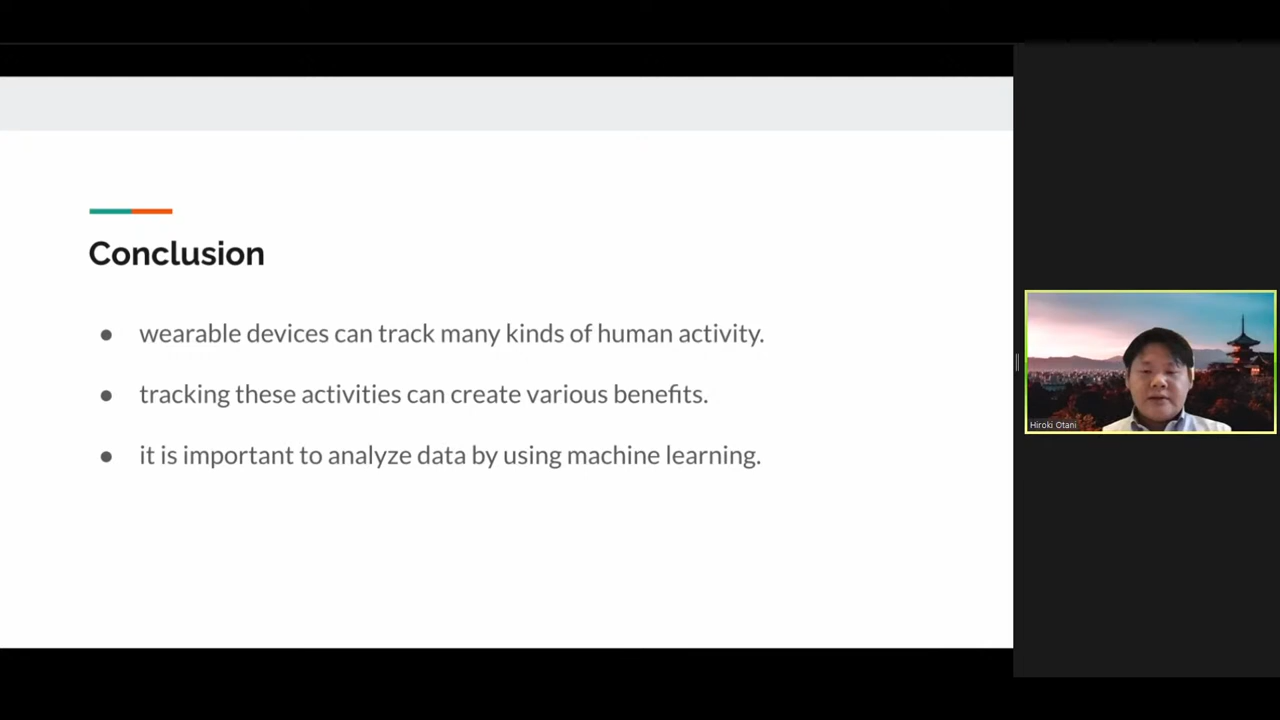 Conclusion
● wearable devices can track many kinds of human activity.
● tracking these activities can create various benefits.
● it is important to analyze data by using machine learning.
Hiroki Otani